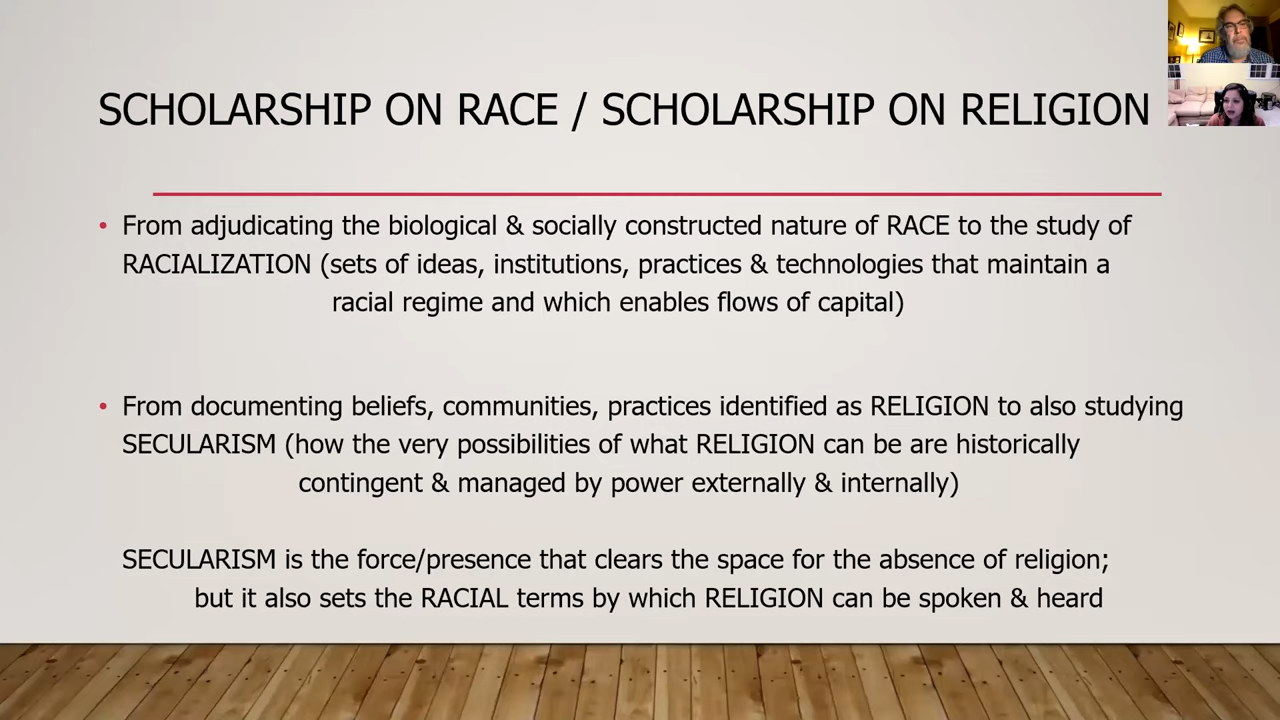 SCHOLARSHIP ON RACE / SCHOLARSHIP ON RELIGION
• From adjudicating the biological & socially constructed nature of RACE to the study of
RACIALIZATION (sets of ideas, institutions, practices & technologies that maintain a
racial regime and which enables flows of capital)
• From documenting beliefs, communities, practices identified as RELIGION to also studying
SECULARISM (how the very possibilities of what RELIGION can be are historically
contingent & managed by power externally & internally)
SECULARISM is the force/presence that clears the space for the absence of religion;
but it also sets the RACIAL terms by which RELIGION can be spoken & heard